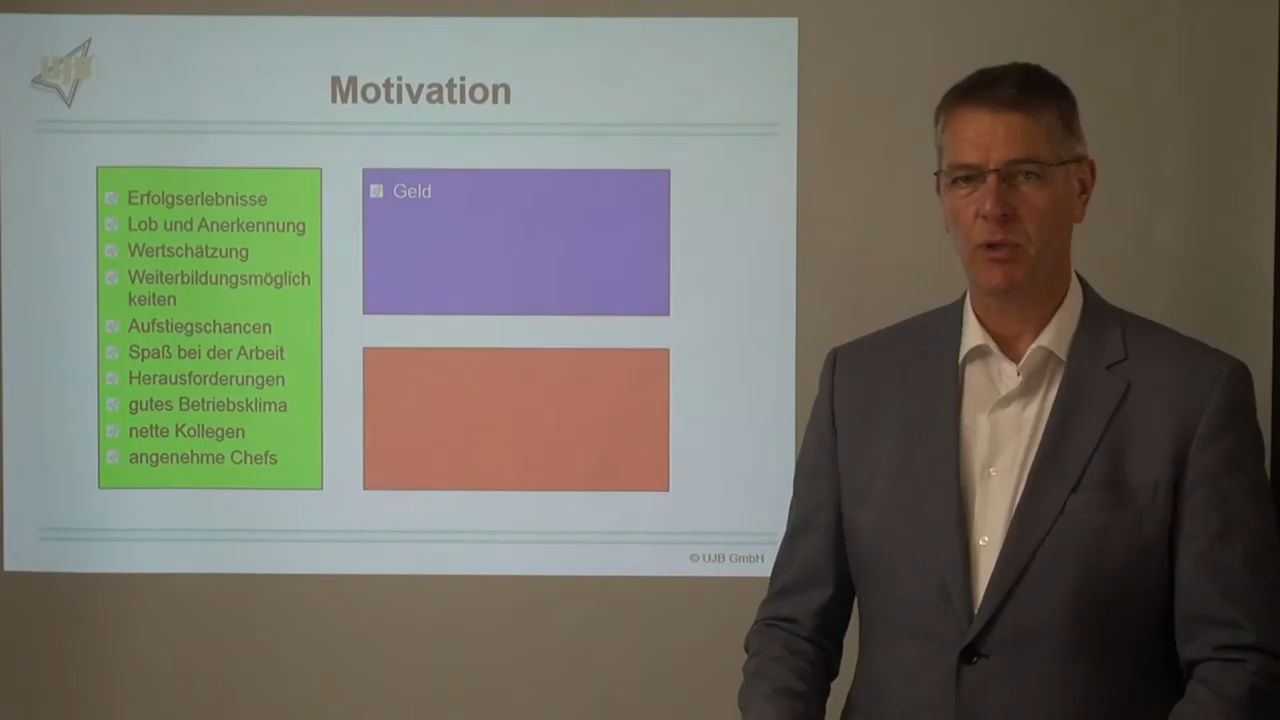 UJB
Motivation
Erfolgserlebnisse
Lob und Anerkennung
Wertschätzung
Weiterbildungsmöglich
keiten
Aufstiegschancen
Spaß bei der Arbeit
Herausforderungen
gutes Betriebsklima
nette Kollegen
angenehme Chefs
Geld
© UJB GmbH